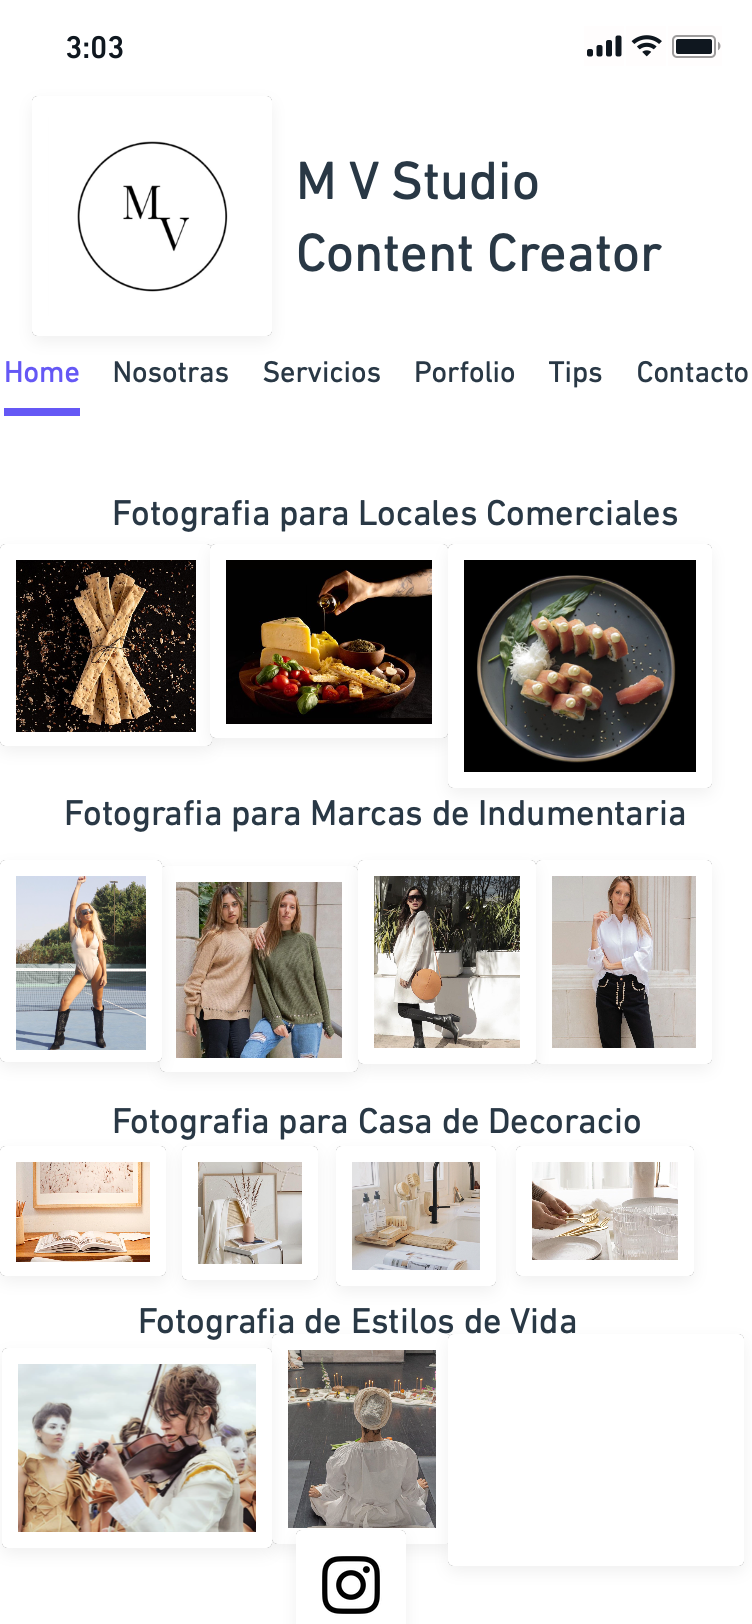 3:03
M
V
M V Studio
Content Creator
Home Nosotras Servicios Porfolio Tips Contacto
Fotografia para Locales Comerciales
Fotografia para Marcas de Indumentaria
Fotografia para Casa de Decoracio
Fotografia de Estilos de Vida